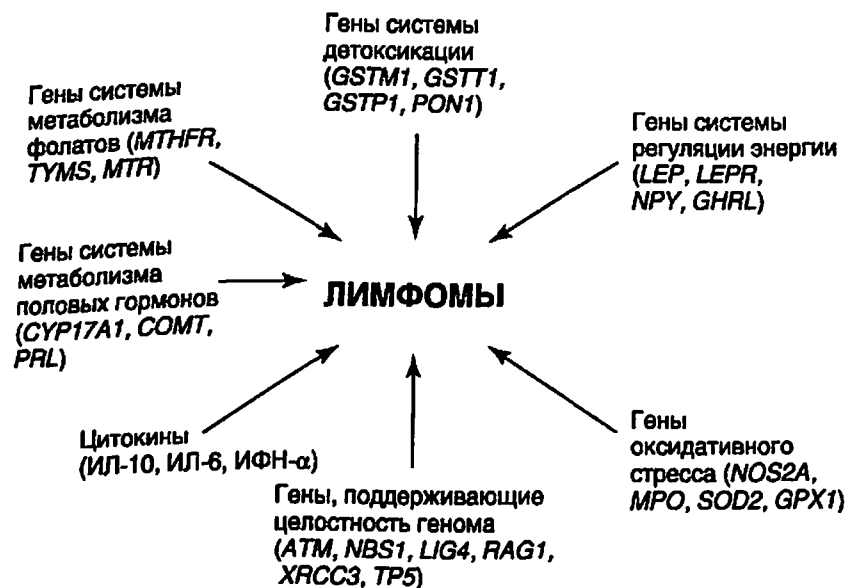 Гены системы
детоксикации
(GSTM1, GSTT1,
GSTP1, PON1)
Гены системы
метаболизма
фолатов (MTHFR,
TYMS, MTR)
Гены системы
регуляции энергии
(LEP, LEPR,
NPY, GHRL)
Гены системы
метаболизма
половых гормонов
(CYP17A1, COMT,
PRL)
ЛИМФОМЫ
Цитокины
(ИЛ-10, ИЛ-6, ИФН-α)
Гены
оксидативного
стресса (NOS2A,
MPO, SOD2, GPX1)
Гены, поддерживающие
целостность генома
(ATM, NBS1, LIG4, RAG1,
XRCC3, TP5)